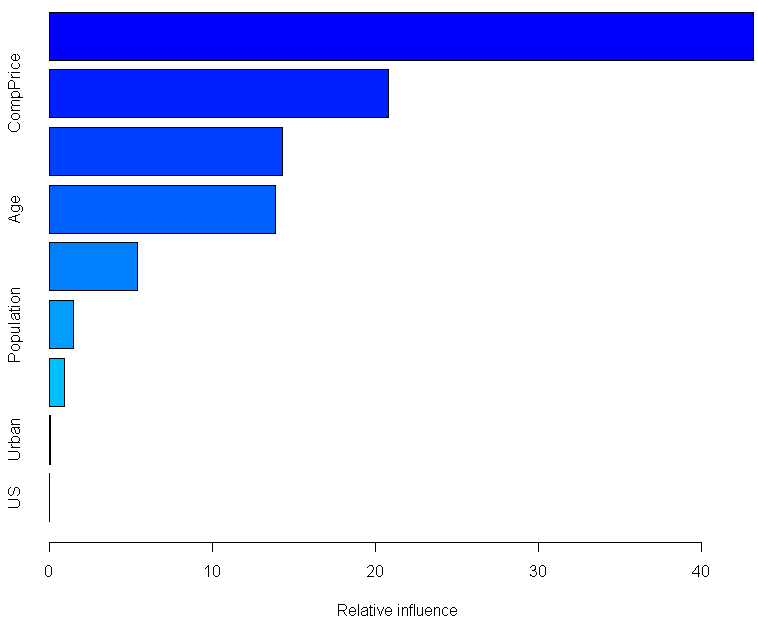 CompPrice
Age
Population
Urban
US
0 10 20 30 40
Relative influence